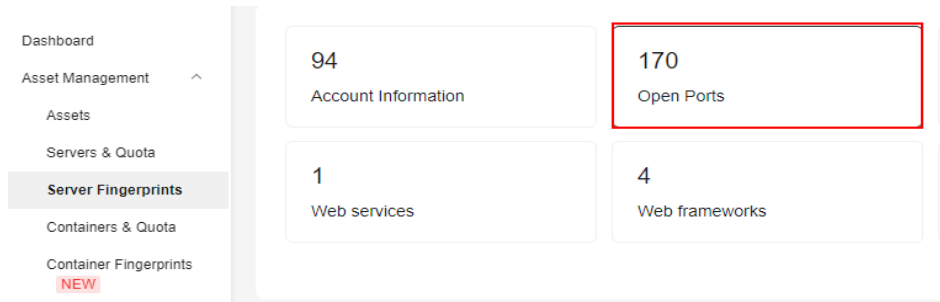 Dashboard
Asset Management
Assets
Servers & Quota
Server Fingerprints
Containers & Quota
Container Fingerprints
NEW
94
Account Information
170
Open Ports
1
Web services
4
Web frameworks